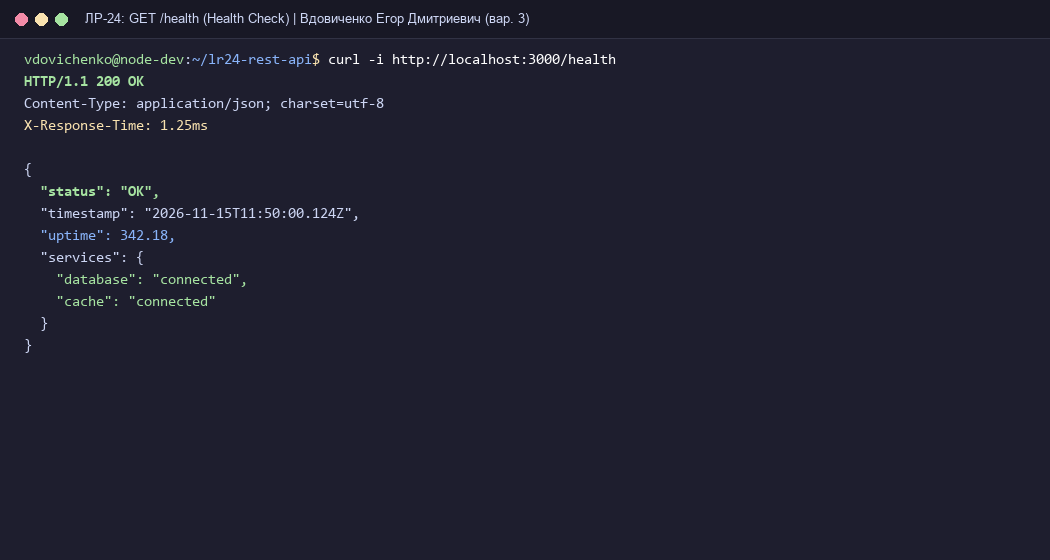 ЛР-24: GET /health (Health Check) | Вдовиченко Егор Дмитриевич (вар. 3)
vdovichenko@node-dev:~/lr24-rest-api$ curl -i http://localhost:3000/health
HTTP/1.1 200 OK
Content-Type: application/json; charset=utf-8
X-Response-Time: 1.25ms
{
  "status": "OK",
  "timestamp": "2026-11-15T11:50:00.124Z",
  "uptime": 342.18,
  "services": {
    "database": "connected",
    "cache": "connected"
  }
}